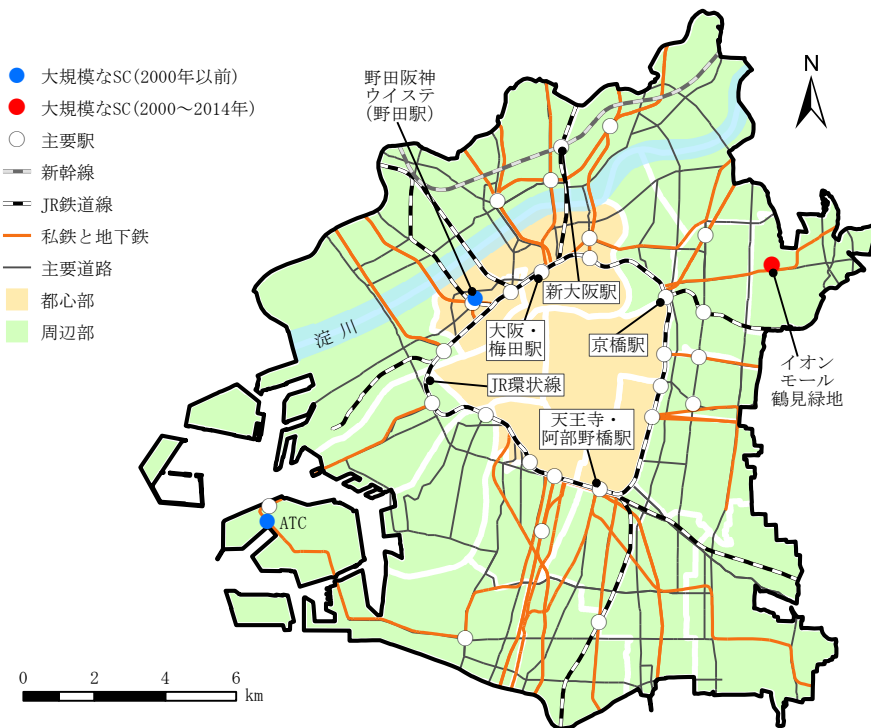 大規模なSC(2000年以前)
大規模なSC(2000～2014年)
主要駅
新幹線
JR鉄道線
私鉄と地下鉄
主要道路
都心部
周辺部
野田阪神
ウイステ
(野田駅)
N
新大阪駅
大阪・
梅田駅
京橋駅
淀川
JR環状線
イオン
モール
鶴見緑地
天王寺・
阿部野橋駅
ATC
0 2 4 6
km